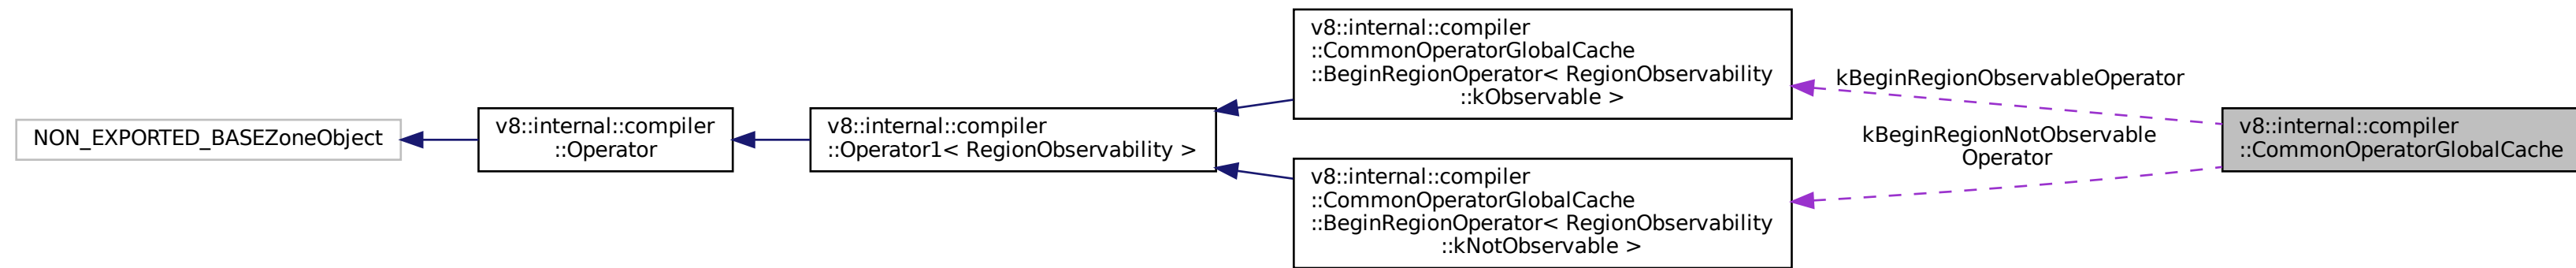 NON_EXPORTED_BASEZoneObject
v8::internal::compiler
::Operator
v8::internal::compiler
::Operator1< RegionObservability >
v8::internal::compiler
::CommonOperatorGlobalCache
::BeginRegionOperator< RegionObservability
::kObservable >
v8::internal::compiler
::CommonOperatorGlobalCache
::BeginRegionOperator< RegionObservability
::kNotObservable >
kBeginRegionObservableOperator
kBeginRegionNotObservable
Operator
v8::internal::compiler
::CommonOperatorGlobalCache